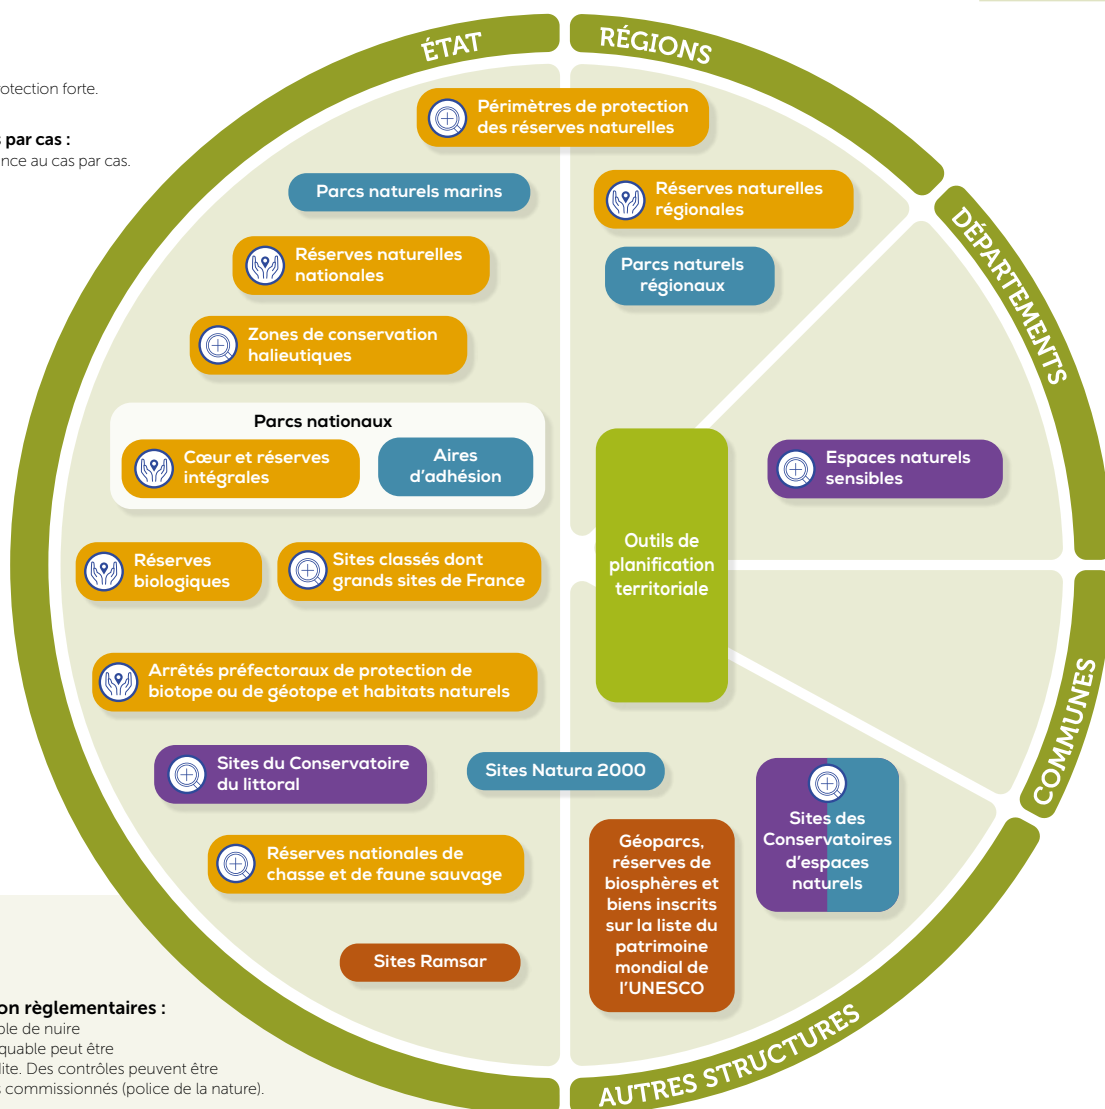 ÉTAT
RÉGIONS
DÉPARTEMENTS
COMMUNES
AUTRES STRUCTURES
protection forte.
par cas :
au cas par cas.
Périmètres de protection
des réserves naturelles
Parcs naturels marins
Réserves naturelles
régionales
Réserves naturelles
nationales
Parcs naturels
régionaux
Zones de conservation
halieutiques
Parcs nationaux
Cœur et réserves
intégrales
Aires
d'adhésion
Espaces naturels
sensibles
Outils de
planification
territoriale
Réserves
biologiques
Sites classés dont
grands sites de France
Arrêtés préfectoraux de protection de
biotope ou de géotope et habitats naturels
Sites du Conservatoire
du littoral
Sites Natura 2000
Sites des
Conservatoires
d'espaces
naturels
Réserves nationales de
chasse et de faune sauvage
Géoparcs,
réserves de
biosphères et
biens inscrits
sur la liste du
patrimoine
mondial de
l'UNESCO
Sites Ramsar
on règlementaires :
de nuire
quable peut être
dite. Des contrôles peuvent être
s commissionnés (police de la nature).